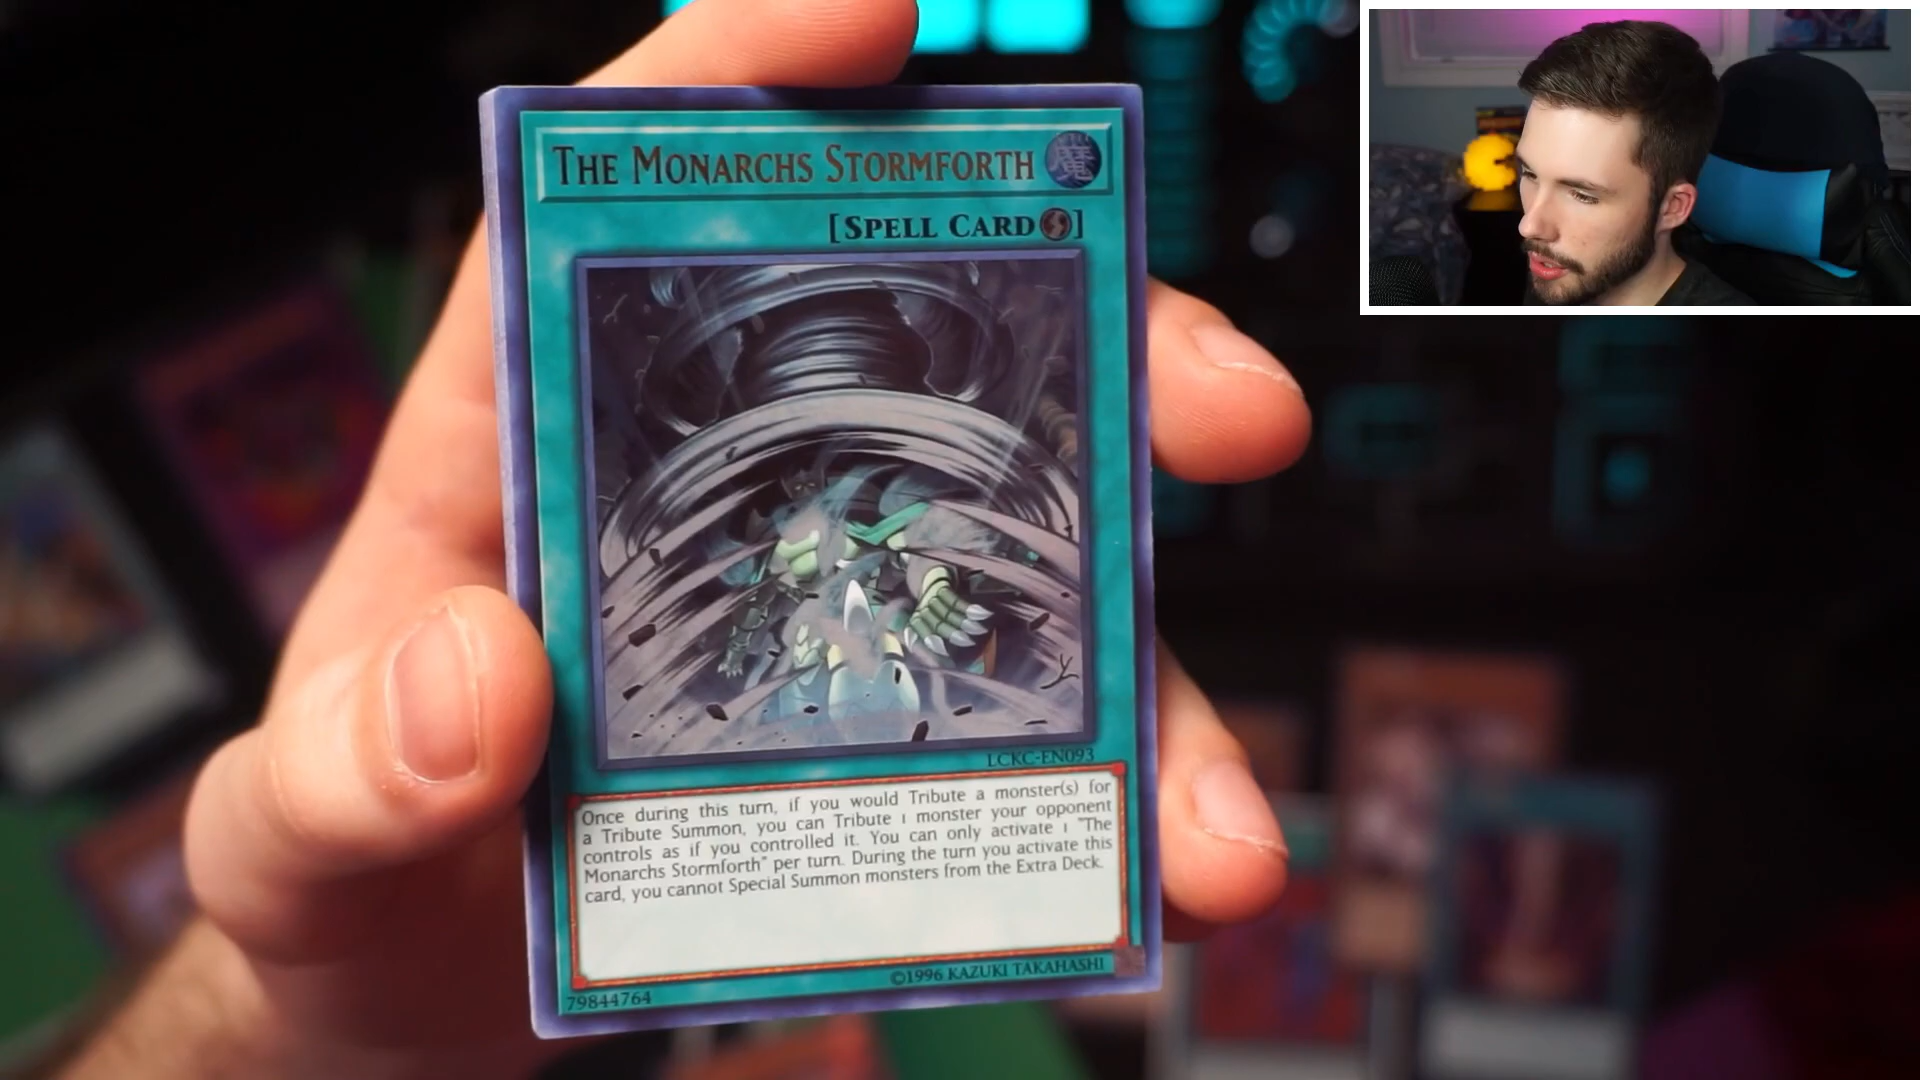 THE MONARCHS STORMFORTH 魔
[SPELL CARD]
LCKC-EN093
Once during this turn, if you would Tribute a monster(s) for
a Tribute Summon, you can Tribute 1 monster your opponent
controls as if you controlled it. You can only activate 1 "The
Monarchs Stormforth" per turn. During the turn you activate this
card, you cannot Special Summon monsters from the Extra Deck.
79844764
©1996 KAZUKI TAKAHASHI